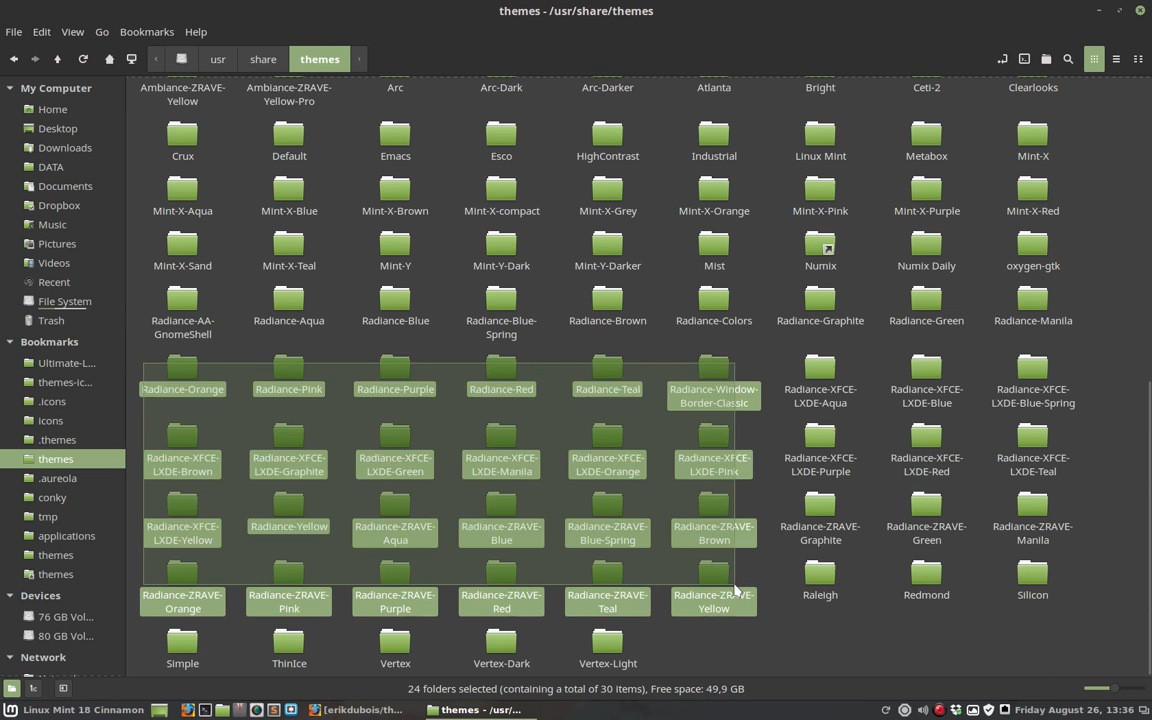 themes - /usr/share/themes
File Edit View Go Bookmarks Help
usr share themes
My Computer
Home
Desktop
Downloads
DATA
Documents
Dropbox
Music
Pictures
Videos
Recent
File System
Trash
Bookmarks
Ultimate-L...
themes-ic...
.icons
icons
.themes
themes
.aureola
conky
tmp
applications
themes
themes
Devices
76 GB Vol...
80 GB Vol...
Network
Ambiance-ZRAVE-
Yellow
Ambiance-ZRAVE-
Yellow-Pro
Arc
Arc-Dark
Arc-Darker
Atlanta
Bright
Ceti-2
Clearlooks
Crux
Default
Emacs
Esco
HighContrast
Industrial
Linux Mint
Metabox
Mint-X
Mint-X-Aqua
Mint-X-Blue
Mint-X-Brown
Mint-X-compact
Mint-X-Grey
Mint-X-Orange
Mint-X-Pink
Mint-X-Purple
Mint-X-Red
Mint-X-Sand
Mint-X-Teal
Mint-Y
Mint-Y-Dark
Mint-Y-Darker
Mist
Numix
Numix Daily
oxygen-gtk
Radiance-AA-
GnomeShell
Radiance-Aqua
Radiance-Blue
Radiance-Blue-
Spring
Radiance-Brown
Radiance-Colors
Radiance-Graphite
Radiance-Green
Radiance-Manila
Radiance-Orange
Radiance-Pink
Radiance-Purple
Radiance-Red
Radiance-Teal
Radiance-Window-
Border-Classic
Radiance-XFCE-
LXDE-Aqua
Radiance-XFCE-
LXDE-Blue
Radiance-XFCE-
LXDE-Blue-Spring
Radiance-XFCE-
LXDE-Brown
Radiance-XFCE-
LXDE-Graphite
Radiance-XFCE-
LXDE-Green
Radiance-XFCE-
LXDE-Manila
Radiance-XFCE-
LXDE-Orange
Radiance-XFCE-
LXDE-Pink
Radiance-XFCE-
LXDE-Purple
Radiance-XFCE-
LXDE-Red
Radiance-XFCE-
LXDE-Teal
Radiance-XFCE-
LXDE-Yellow
Radiance-Yellow
Radiance-ZRAVE-
Aqua
Radiance-ZRAVE-
Blue
Radiance-ZRAVE-
Blue-Spring
Radiance-ZRAVE-
Brown
Radiance-ZRAVE-
Graphite
Radiance-ZRAVE-
Green
Radiance-ZRAVE-
Manila
Radiance-ZRAVE-
Orange
Radiance-ZRAVE-
Pink
Radiance-ZRAVE-
Purple
Radiance-ZRAVE-
Red
Radiance-ZRAVE-
Teal
Radiance-ZRAVE-
Yellow
Raleigh
Redmond
Silicon
Simple
ThinIce
Vertex
Vertex-Dark
Vertex-Light
24 folders selected (containing a total of 30 items), Free space: 49,9 GB
Linux Mint 18 Cinnamon
[erikdubois/th...
themes - /usr/...
Friday August 26, 13:36